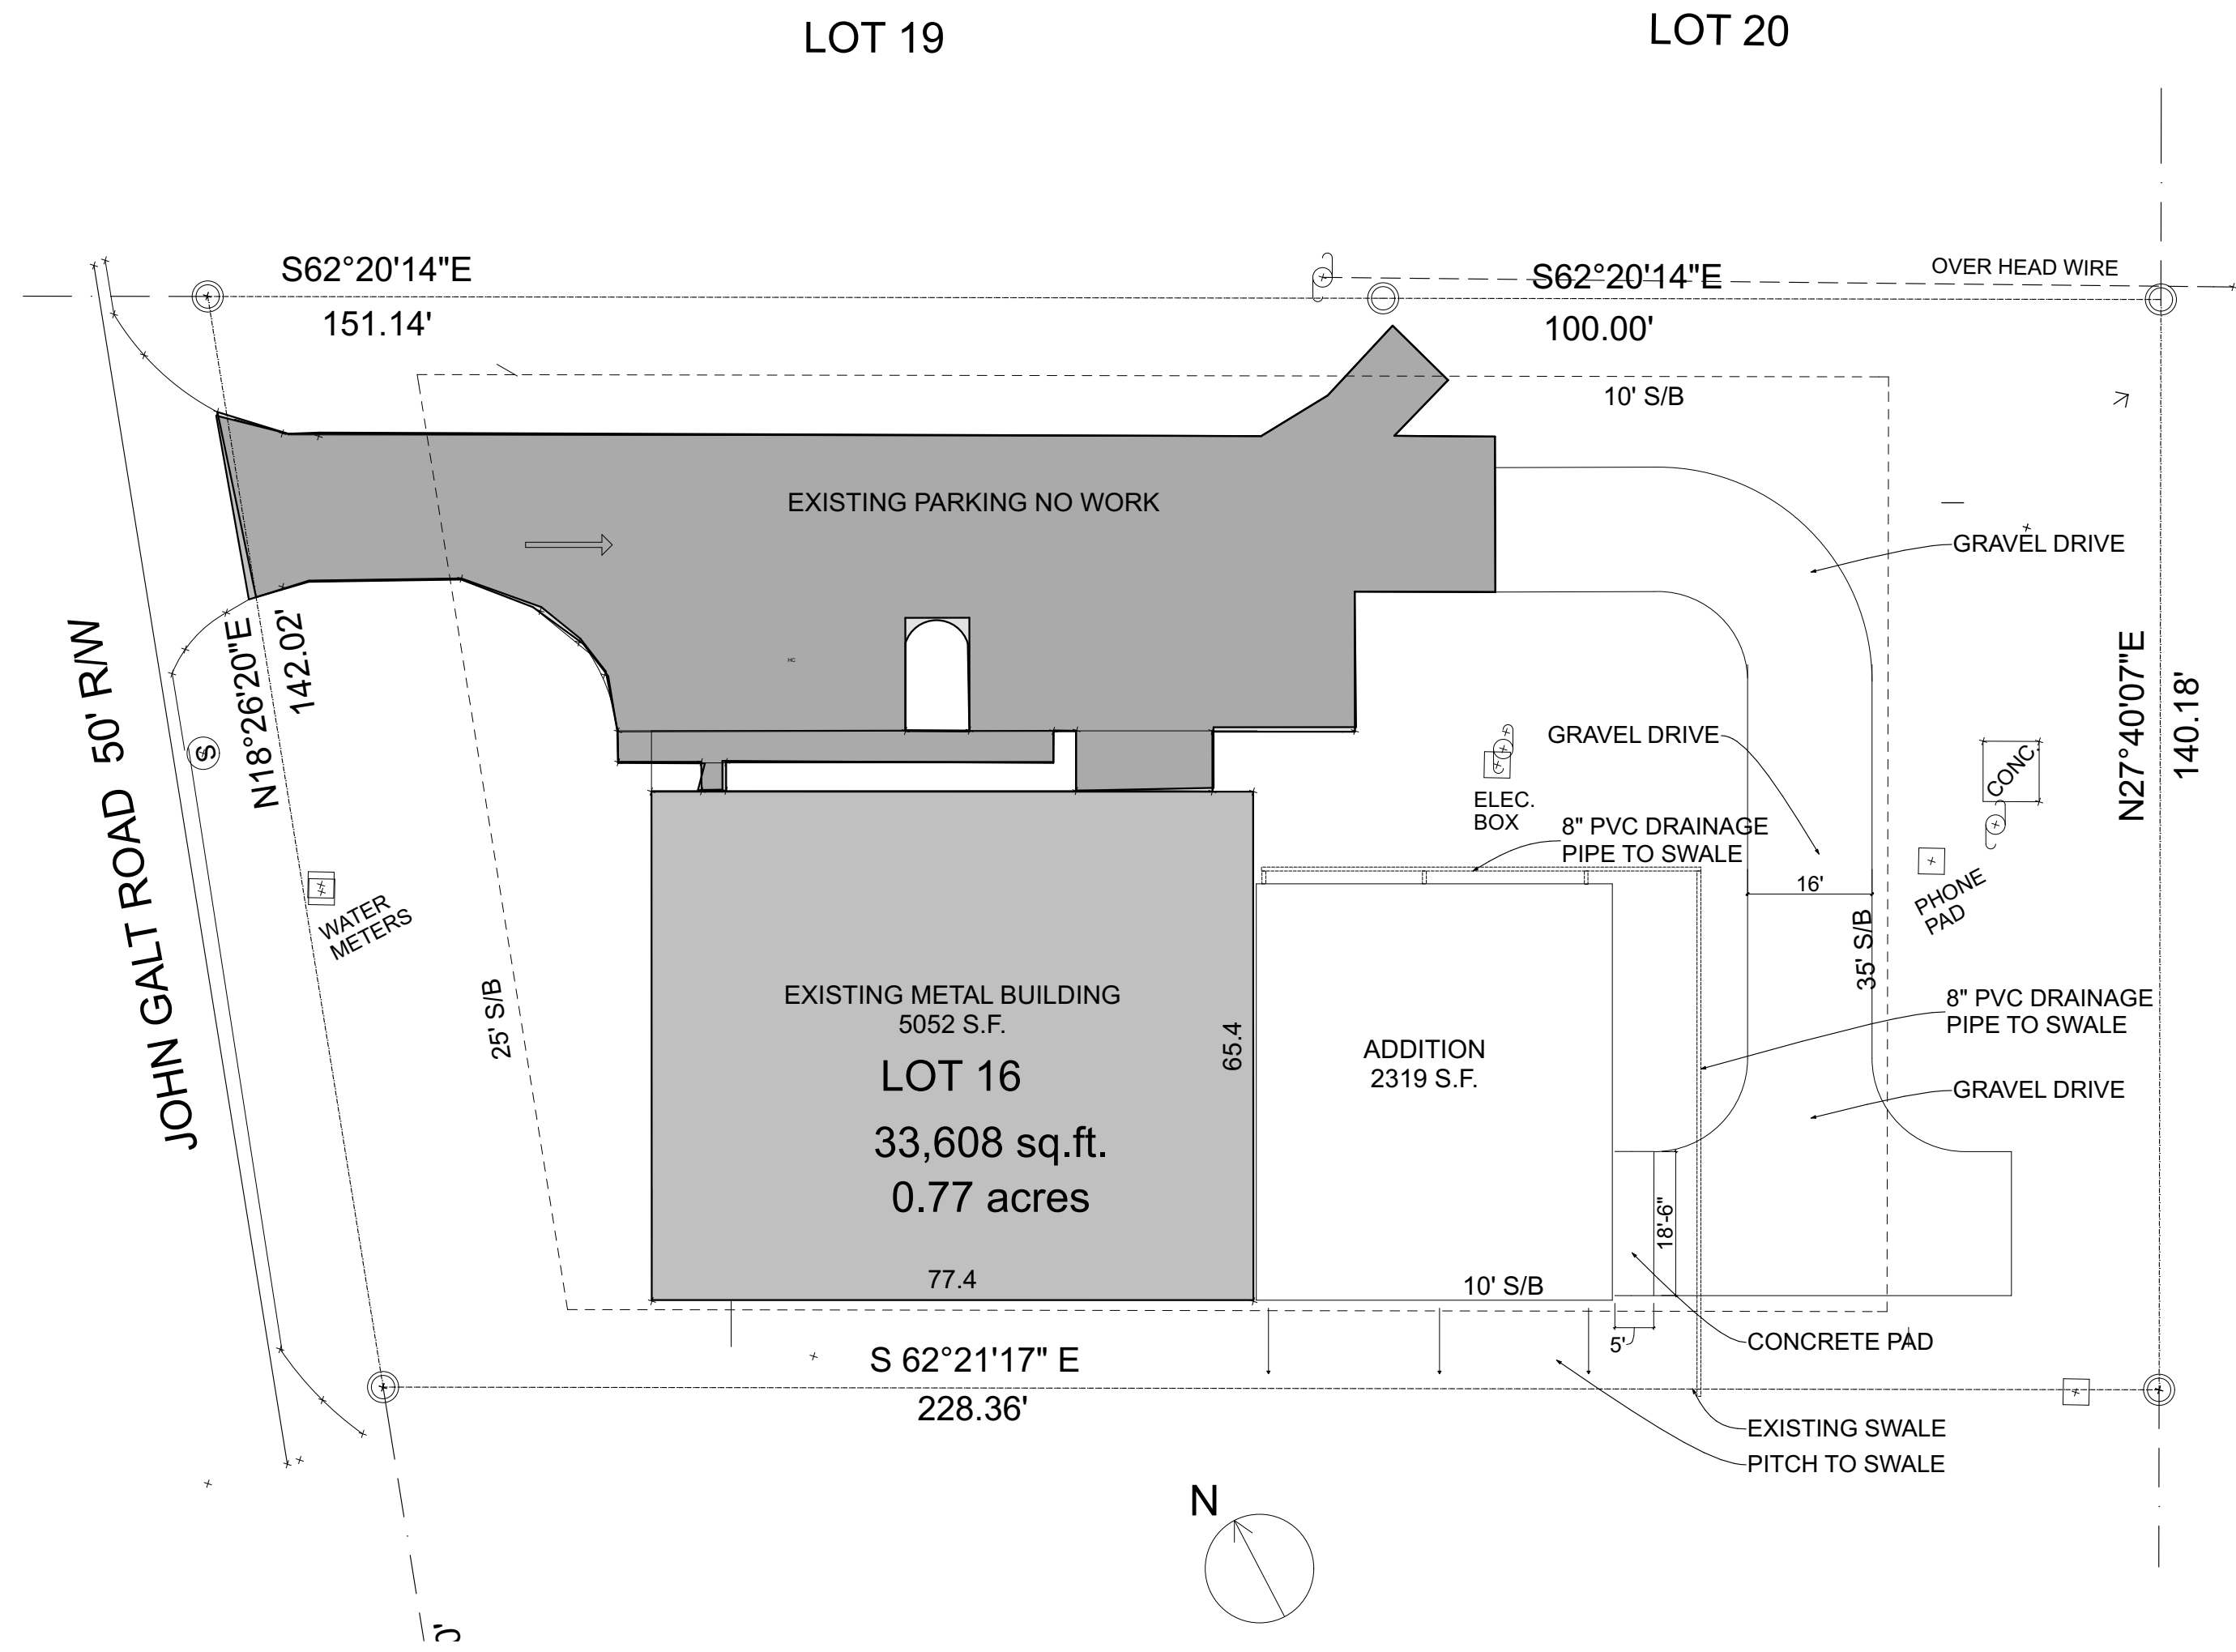 LOT 19
LOT 20
S62°20'14"E
151.14'
S62°20'14"E
100.00'
OVER HEAD WIRE
10' S/B
EXISTING PARKING NO WORK
GRAVEL DRIVE
HC
JOHN GALT ROAD 50' R/W
S
N18°26'20"E
142.02'
N27°40'07"E
140.18'
GRAVEL DRIVE
CONC.
ELEC.
BOX
8" PVC DRAINAGE
PIPE TO SWALE
16'
PHONE
PAD
WATER
METERS
25' S/B
35' S/B
EXISTING METAL BUILDING
5052 S.F.
LOT 16
33,608 sq.ft.
0.77 acres
77.4
65.4
ADDITION
2319 S.F.
8" PVC DRAINAGE
PIPE TO SWALE
GRAVEL DRIVE
18'-6"
10' S/B
5'
CONCRETE PAD
S 62°21'17" E
228.36'
EXISTING SWALE
PITCH TO SWALE
N